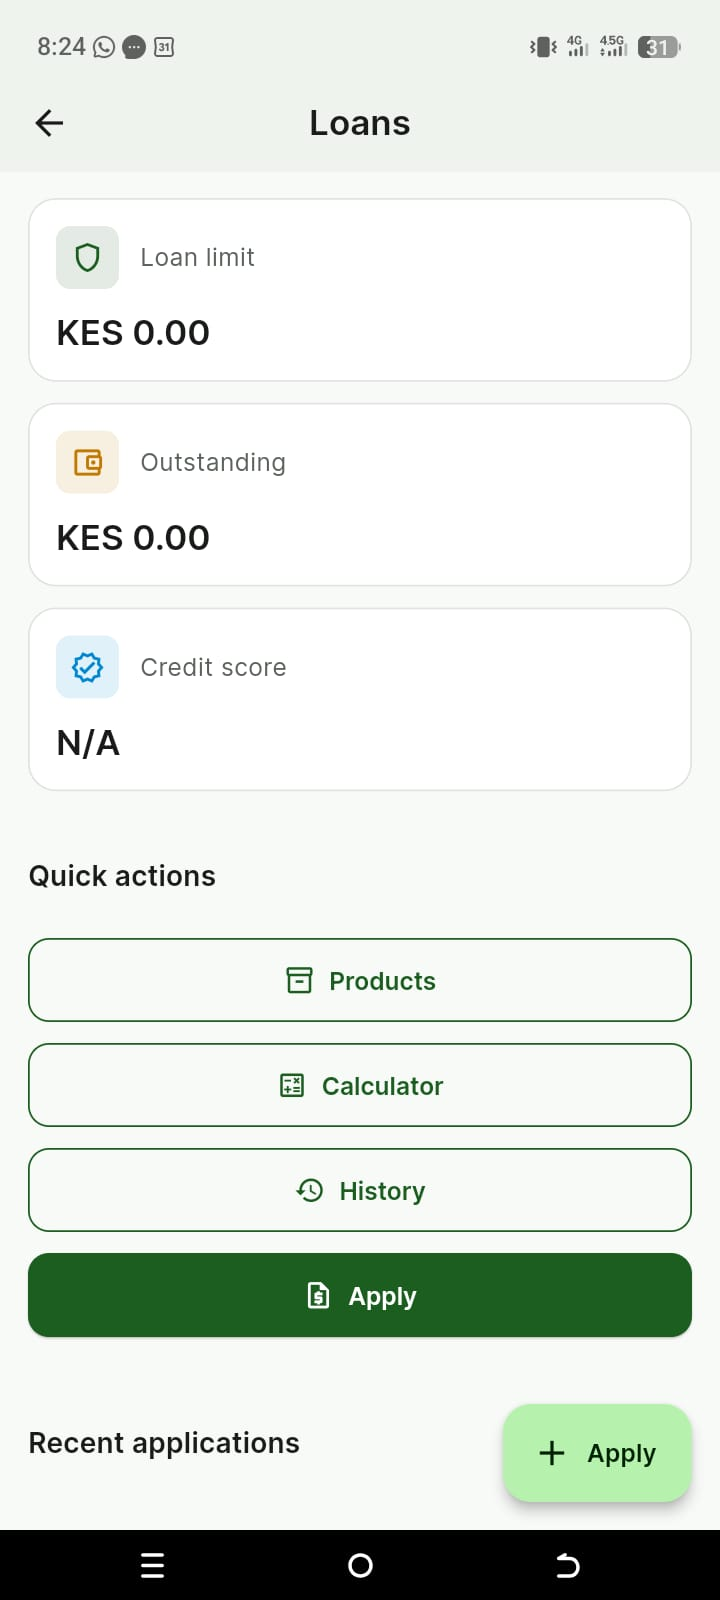 8:24 31 4G 4.5G 31
Loans
Loan limit
KES 0.00
Outstanding
KES 0.00
Credit score
N/A
Quick actions
Products
Calculator
History
Apply
Recent applications
Apply